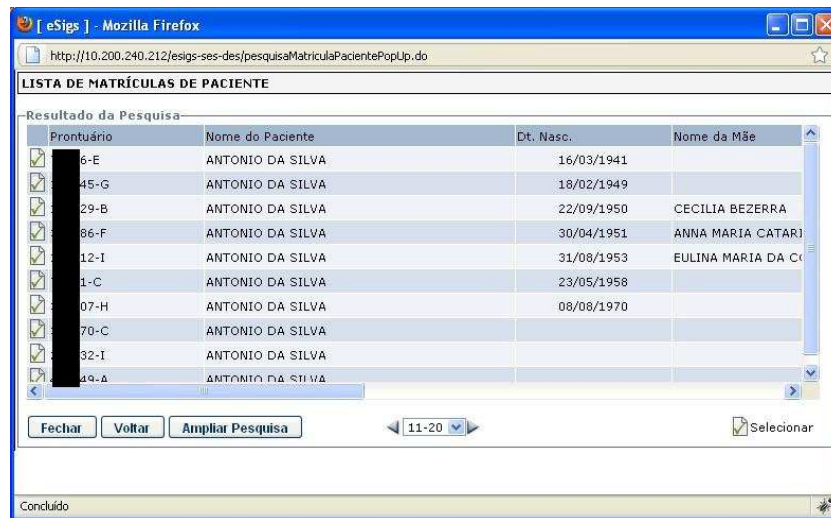 [ eSigs ] - Mozilla Firefox
http://10.200.240.212/esigs-ses-des/pesquisaMatriculaPacientePopUp.do
LISTA DE MATRÍCULAS DE PACIENTE
Resultado da Pesquisa
Prontuário Nome do Paciente Dt. Nasc. Nome da Mãe
6-E ANTONIO DA SILVA 16/03/1941
45-G ANTONIO DA SILVA 18/02/1949
29-B ANTONIO DA SILVA 22/09/1950 CECILIA BEZERRA
86-F ANTONIO DA SILVA 30/04/1951 ANNA MARIA CATARI
12-I ANTONIO DA SILVA 31/08/1953 EULINA MARIA DA CO
1-C ANTONIO DA SILVA 23/05/1958
07-H ANTONIO DA SILVA 08/08/1970
70-C ANTONIO DA SILVA
32-I ANTONIO DA SILVA
49-A ANTONIO DA SILVA
Fechar Voltar Ampliar Pesquisa 11-20 Selecionar
Concluído